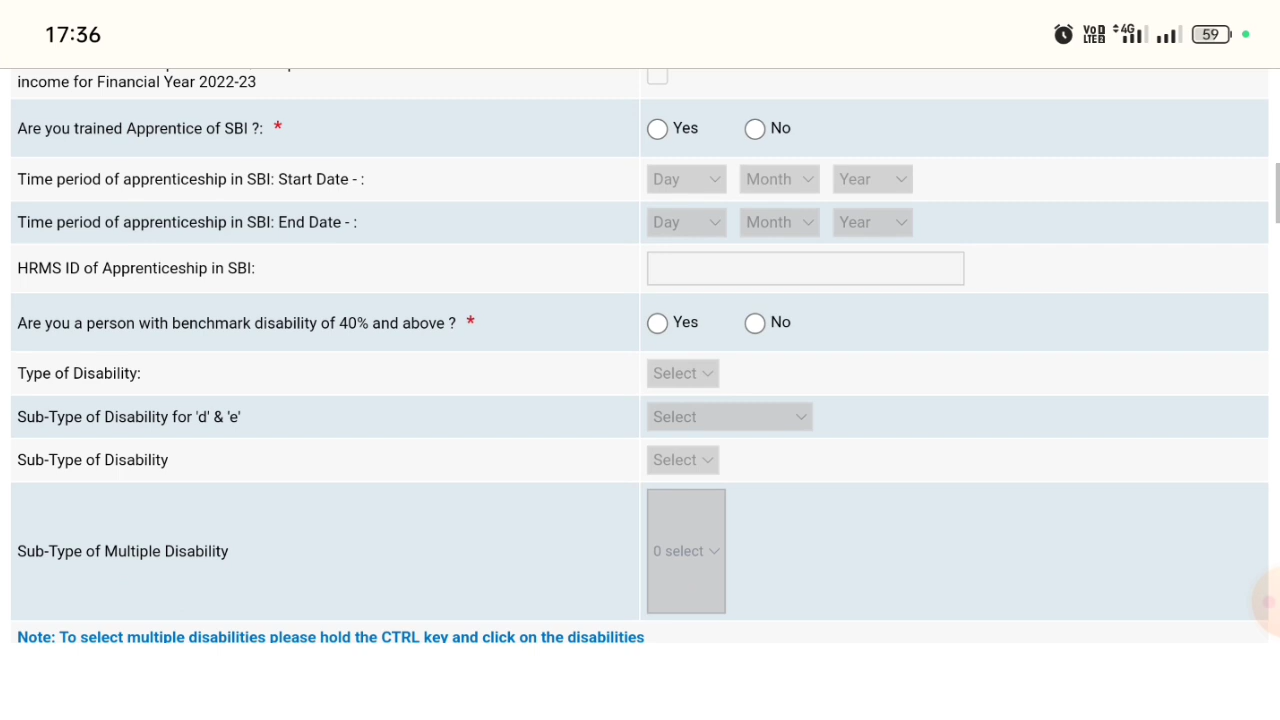 17:36
VoD LTE2 4G 59
income for Financial Year 2022-23
Are you trained Apprentice of SBI ?: * Yes No
Time period of apprenticeship in SBI: Start Date - : Day Month Year
Time period of apprenticeship in SBI: End Date - : Day Month Year
HRMS ID of Apprenticeship in SBI:
Are you a person with benchmark disability of 40% and above ? * Yes No
Type of Disability: Select
Sub-Type of Disability for 'd' & 'e' Select
Sub-Type of Disability Select
Sub-Type of Multiple Disability 0 select
Note: To select multiple disabilities please hold the CTRL key and click on the disabilities